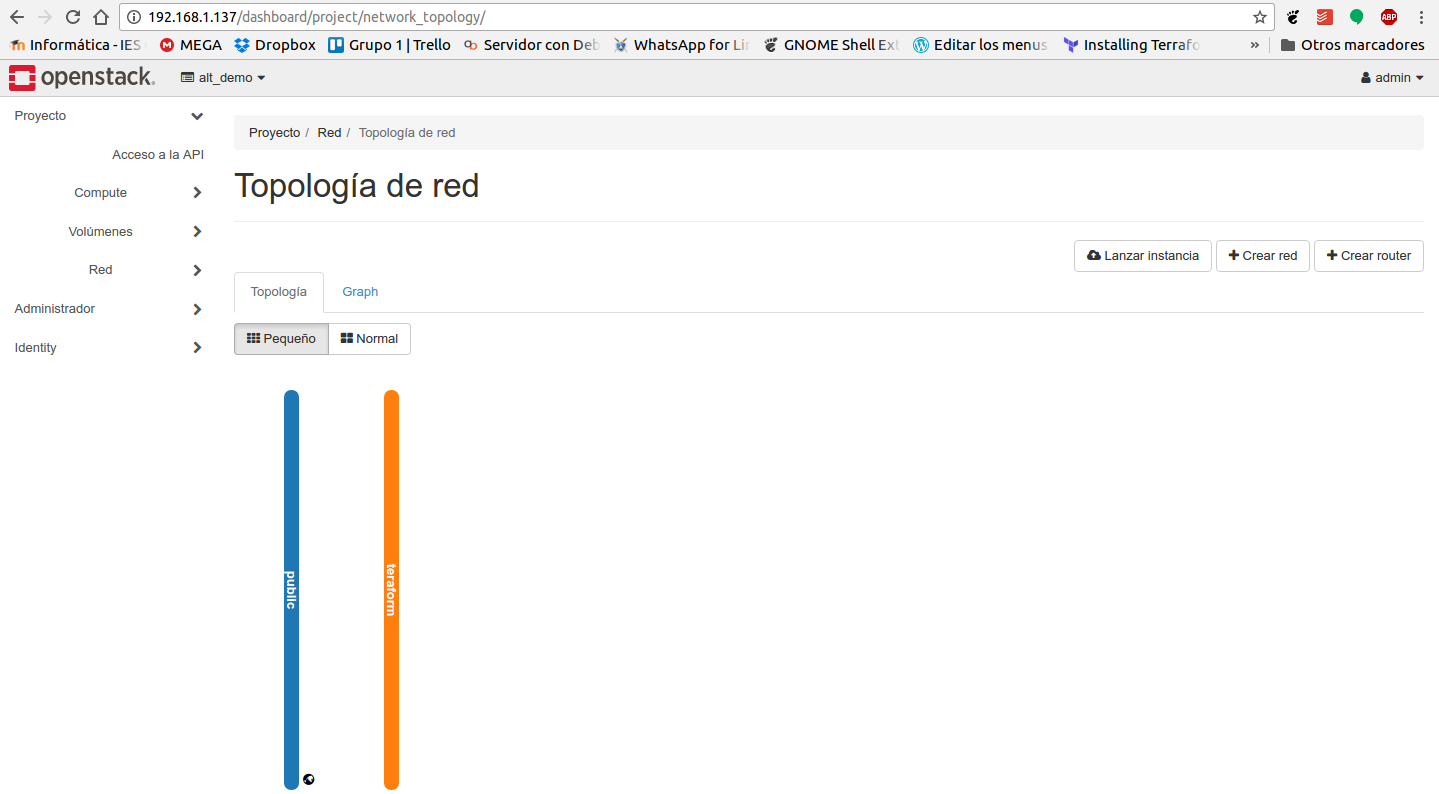 192.168.1.137/dashboard/project/network_topology/
Informática - IES MEGA Dropbox Grupo 1 | Trello Servidor con Deb WhatsApp for Lin GNOME Shell Ext Editar los menus Installing Terrafo » Otros marcadores
openstack. alt_demo admin
Proyecto
Acceso a la API
Compute
Volúmenes
Red
Administrador
Identity
Proyecto / Red / Topología de red
Topología de red
Lanzar instancia Crear red Crear router
Topología Graph
Pequeño Normal
public
teraform
ABP